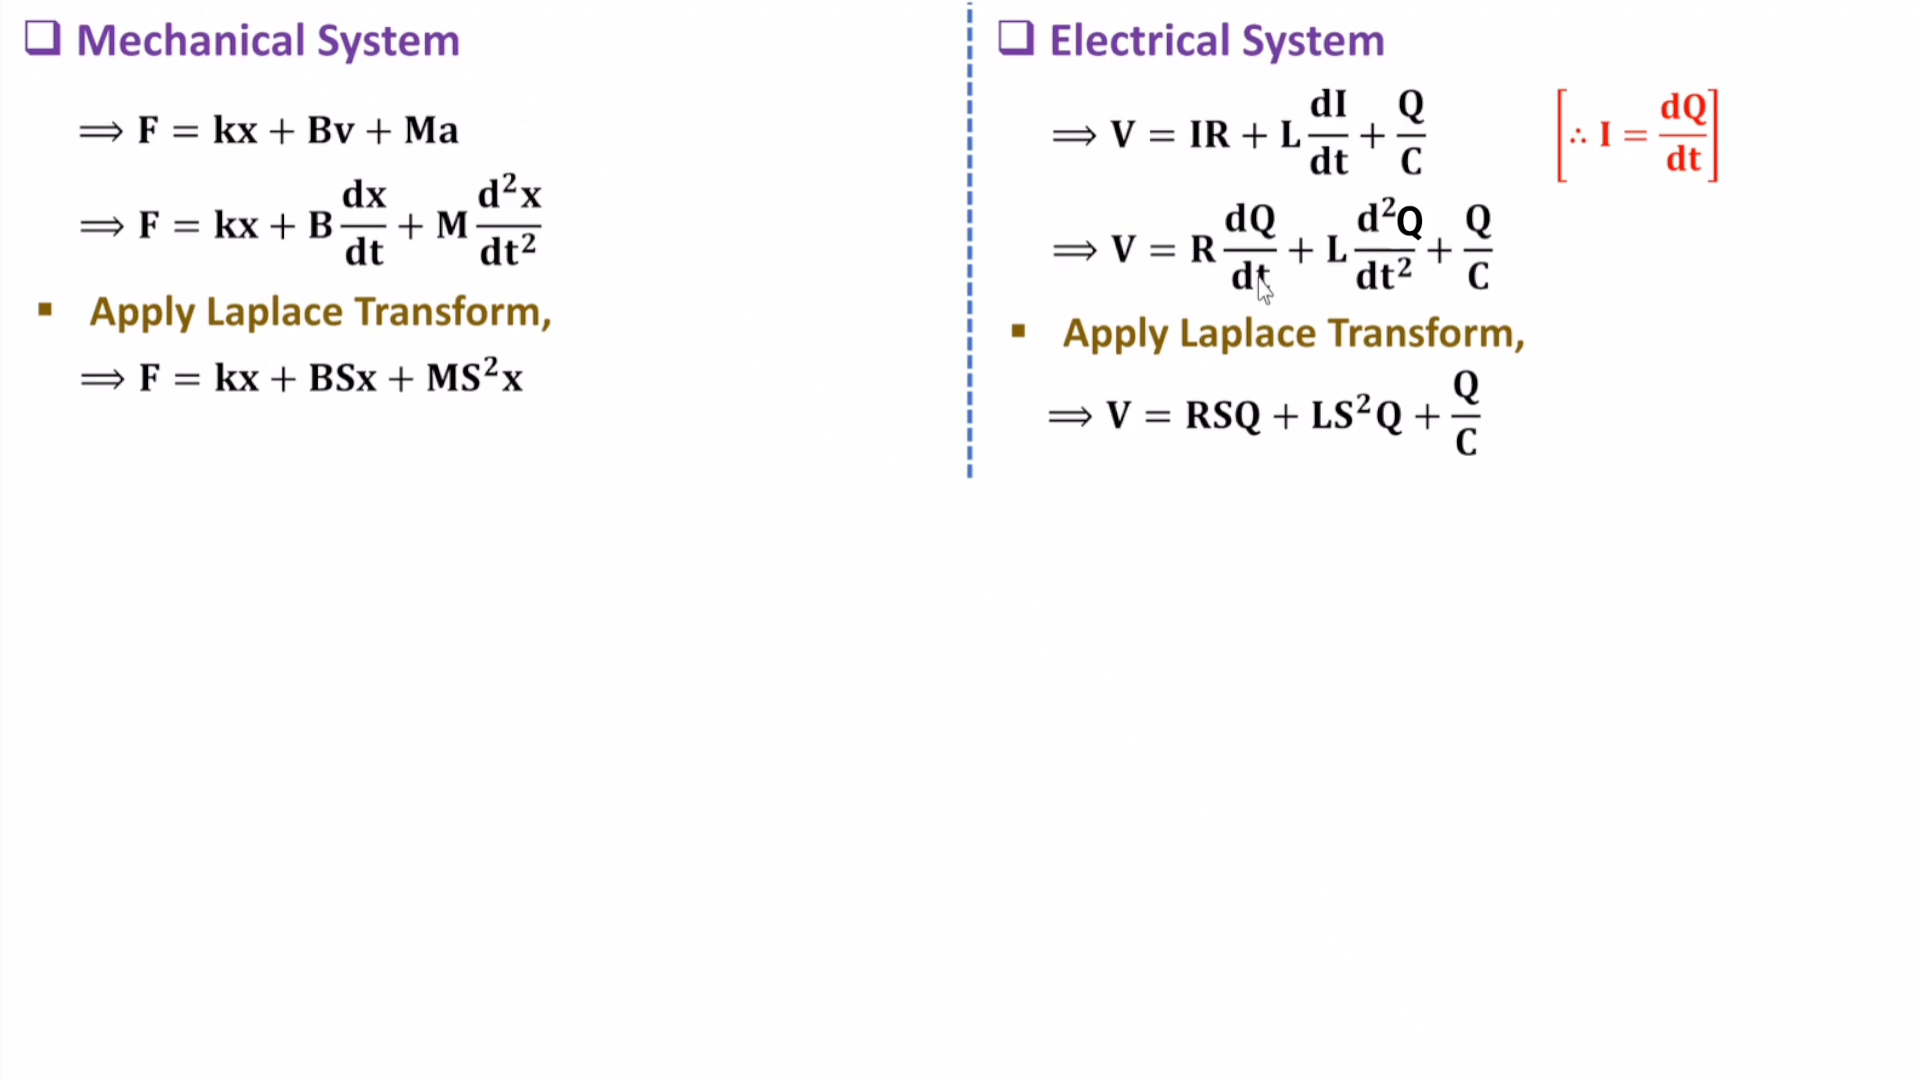 ❑ Mechanical System
⟹ F = kx + Bv + Ma
⟹ F = kx + B dx/dt + M d²x/dt²
▪ Apply Laplace Transform,
⟹ F = kx + BSx + MS²x
❑ Electrical System
⟹ V = IR + L dI/dt + Q/C [∴ I = dQ/dt]
⟹ V = R dQ/dt + L d²Q/dt² + Q/C
▪ Apply Laplace Transform,
⟹ V = RSQ + LS²Q + Q/C